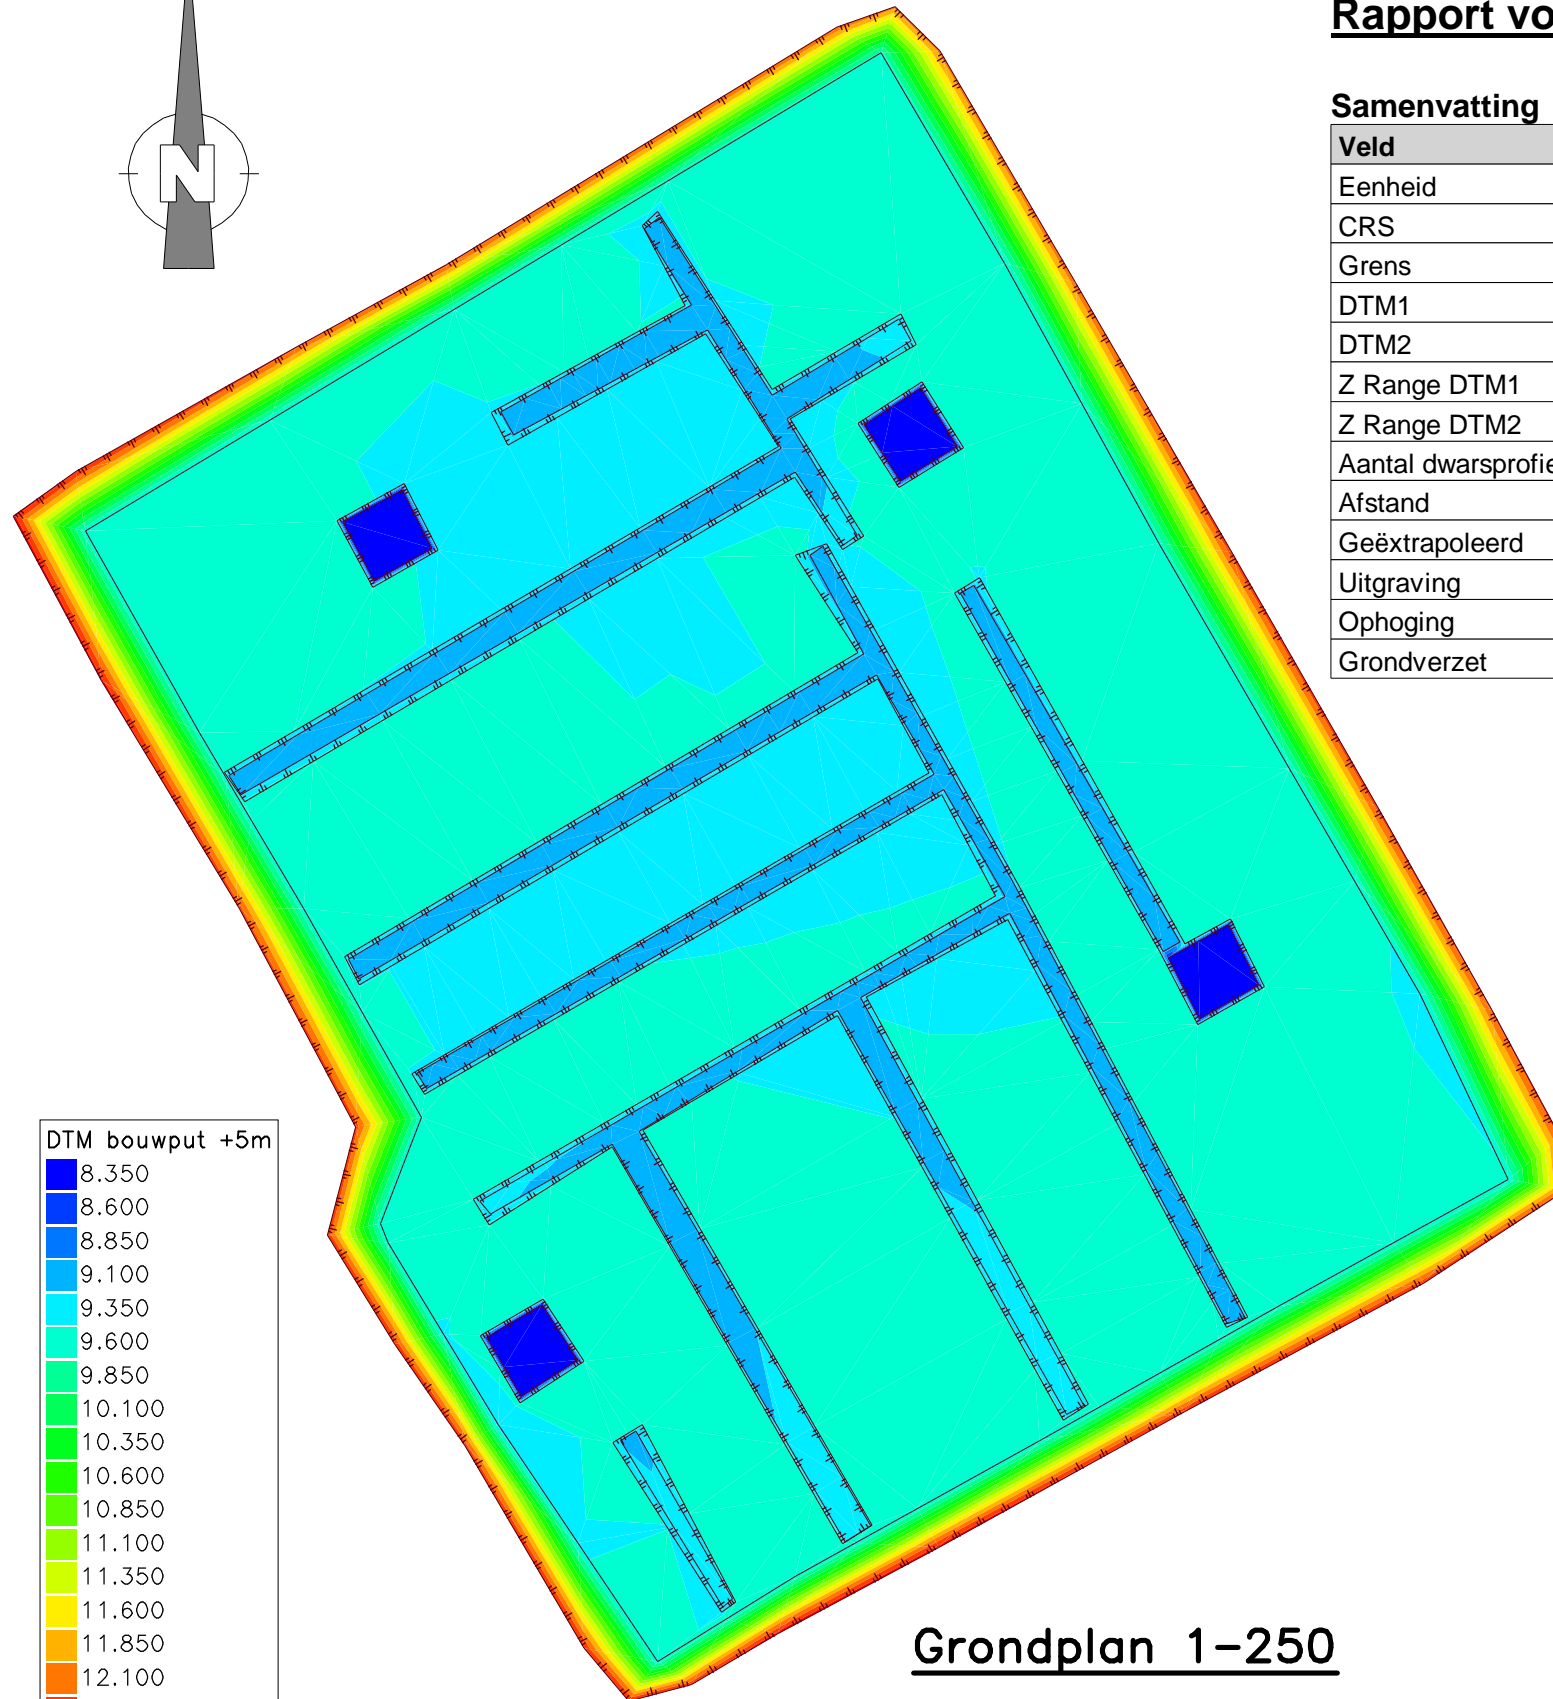 Rapport vo
N
Samenvatting
Veld
Eenheid
CRS
Grens
DTM1
DTM2
Z Range DTM1
Z Range DTM2
Aantal dwarsprofie
Afstand
Geëxtrapoleerd
Uitgraving
Ophoging
Grondverzet
DTM bouwput +5m
8.350
8.600
8.850
9.100
9.350
9.600
9.850
10.100
10.350
10.600
10.850
11.100
11.350
11.600
11.850
12.100
Grondplan 1-250